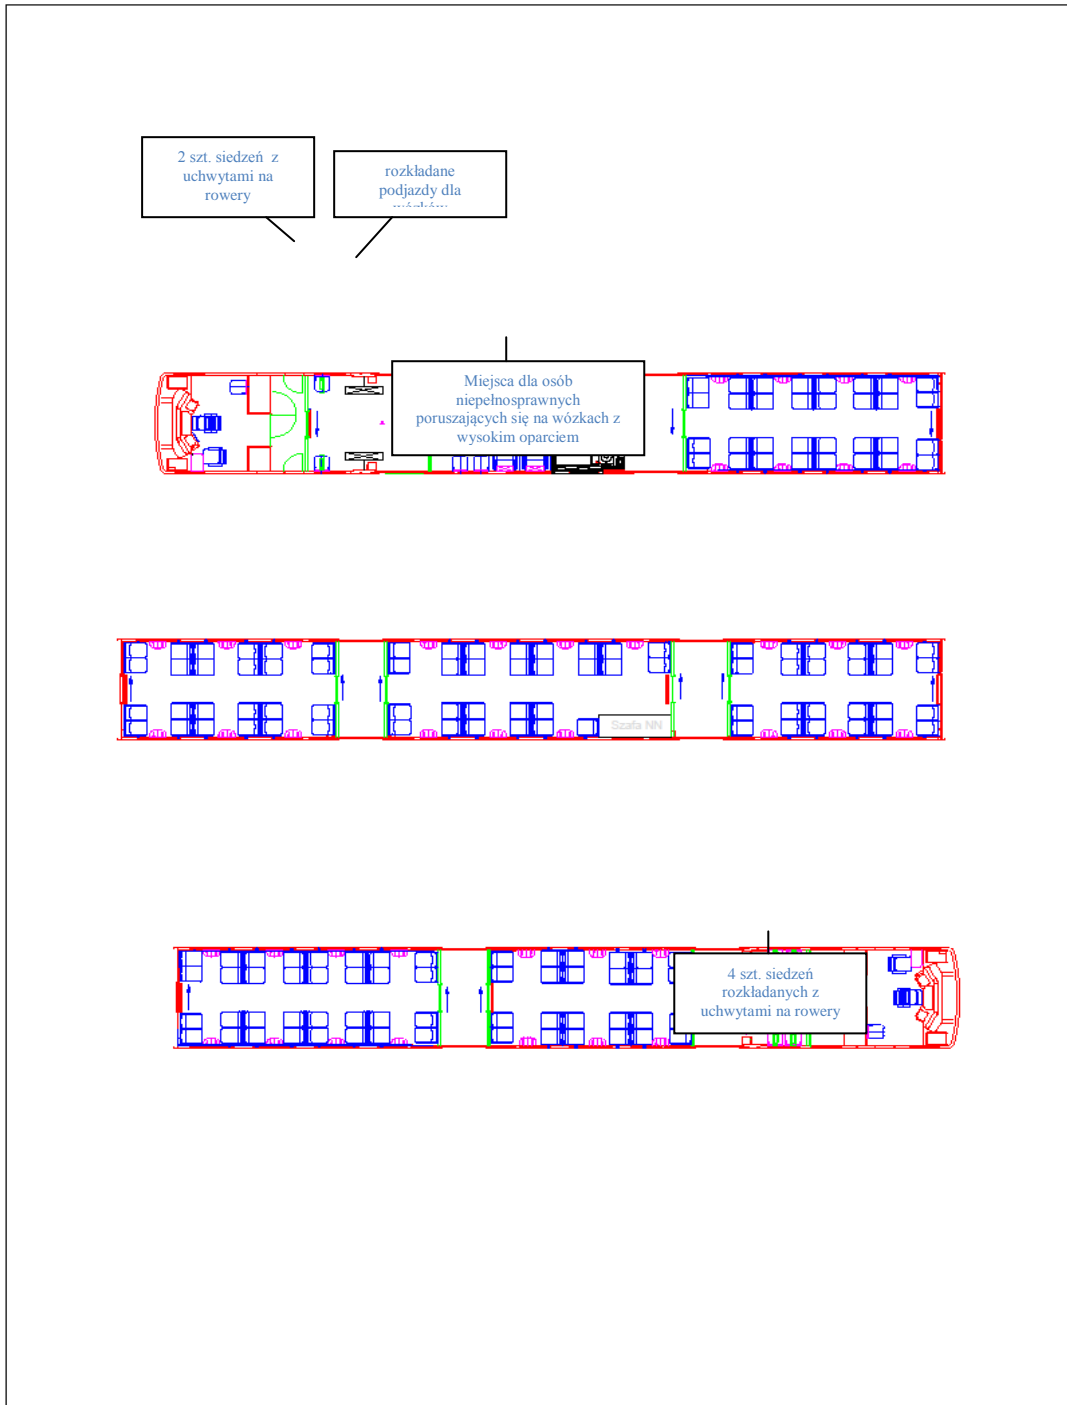 2 szt. siedzeń z
uchwytami na
rowery
rozkładane
podjazdy dla
wózków
Miejsca dla osób
niepełnosprawnych
poruszających się na wózkach z
wysokim oparciem
Szafa NN
4 szt. siedzeń
rozkładanych z
uchwytami na rowery